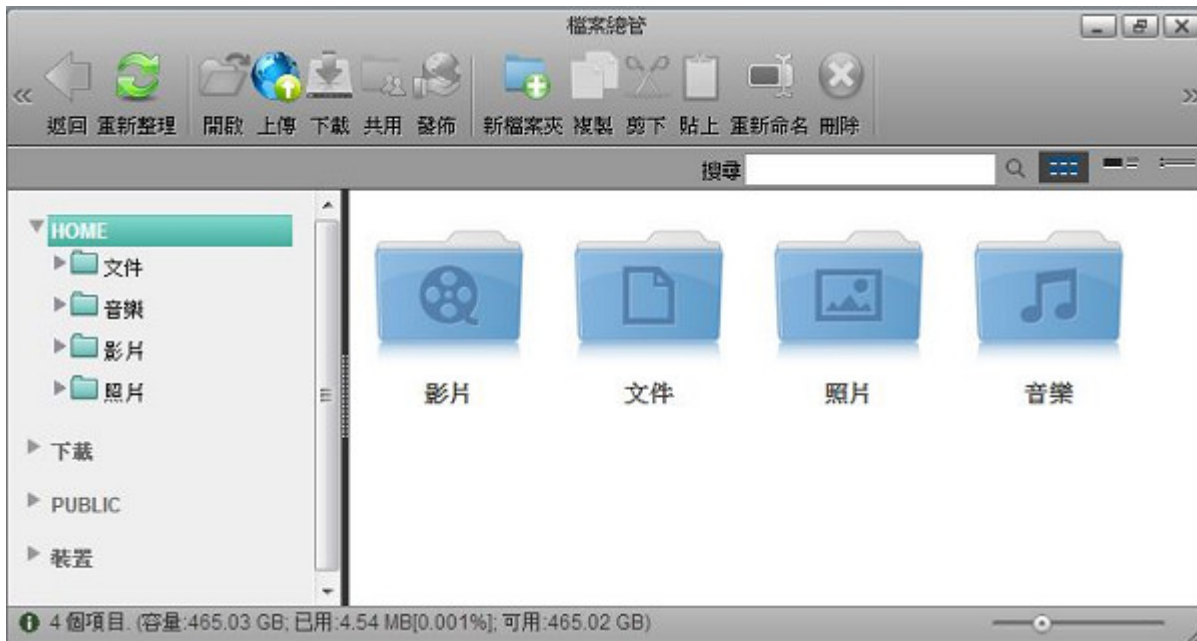 檔案總管
返回 重新整理 開啟 上傳 下載 共用 發佈 新檔案夾 複製 剪下 貼上 重新命名 刪除
搜尋
HOME
文件
音樂
影片
照片
下載
PUBLIC
裝置
影片 文件 照片 音樂
4 個項目. (容量:465.03 GB; 已用:4.54 MB[0.001%]; 可用:465.02 GB)